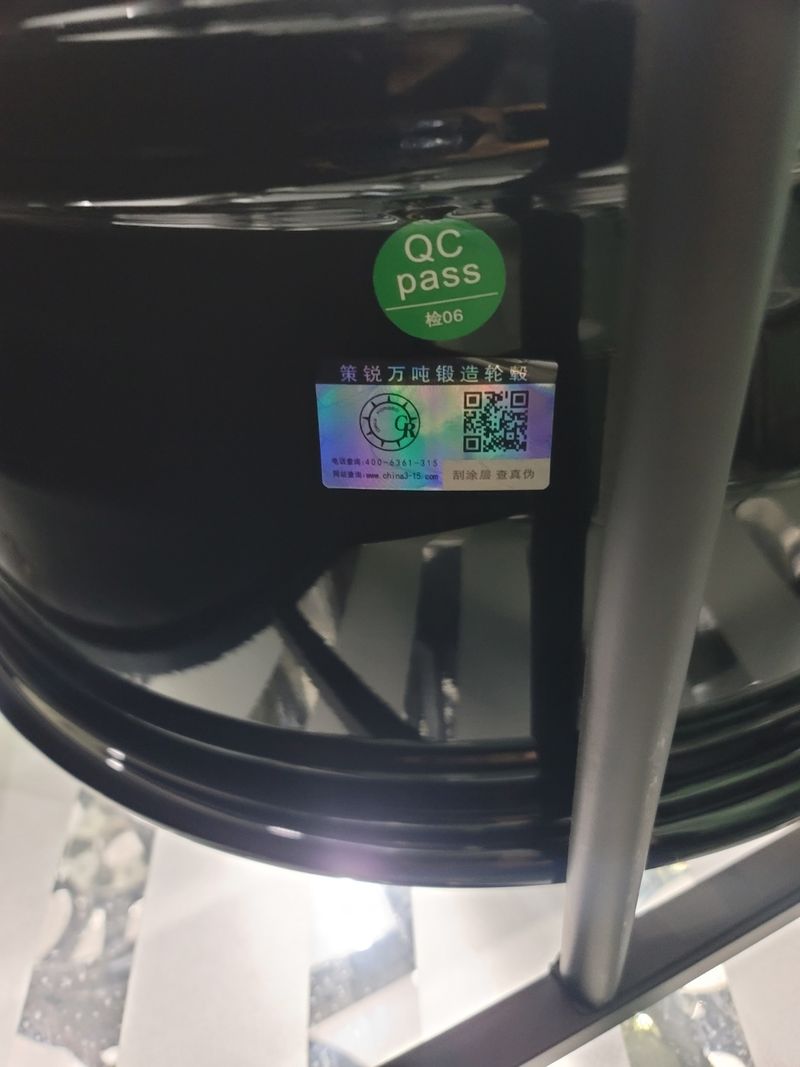 QC
pass
检06
策锐万吨锻造轮毂
CR
电话查询:400-6361-315
网站查询:www.china3-15.com
刮涂层 查真伪